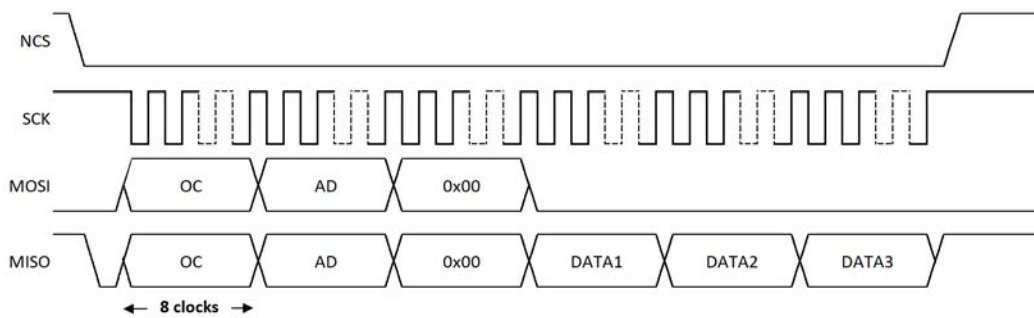 NCS
SCK
MOSI OC AD 0x00
MISO OC AD 0x00 DATA1 DATA2 DATA3
8 clocks